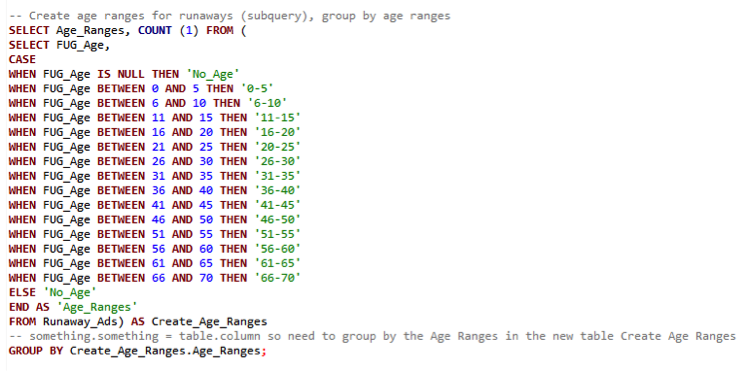 -- Create age ranges for runaways (subquery), group by age ranges
SELECT Age_Ranges, COUNT (1) FROM (
SELECT FUG_Age,
CASE
WHEN FUG_Age IS NULL THEN 'No_Age'
WHEN FUG_Age BETWEEN 0 AND 5 THEN '0-5'
WHEN FUG_Age BETWEEN 6 AND 10 THEN '6-10'
WHEN FUG_Age BETWEEN 11 AND 15 THEN '11-15'
WHEN FUG_Age BETWEEN 16 AND 20 THEN '16-20'
WHEN FUG_Age BETWEEN 21 AND 25 THEN '20-25'
WHEN FUG_Age BETWEEN 26 AND 30 THEN '26-30'
WHEN FUG_Age BETWEEN 31 AND 35 THEN '31-35'
WHEN FUG_Age BETWEEN 36 AND 40 THEN '36-40'
WHEN FUG_Age BETWEEN 41 AND 45 THEN '41-45'
WHEN FUG_Age BETWEEN 46 AND 50 THEN '46-50'
WHEN FUG_Age BETWEEN 51 AND 55 THEN '51-55'
WHEN FUG_Age BETWEEN 56 AND 60 THEN '56-60'
WHEN FUG_Age BETWEEN 61 AND 65 THEN '61-65'
WHEN FUG_Age BETWEEN 66 AND 70 THEN '66-70'
ELSE 'No_Age'
END AS 'Age_Ranges'
FROM Runaway_Ads) AS Create_Age_Ranges
-- something.something = table.column so need to group by the Age Ranges in the new table Create Age Ranges
GROUP BY Create_Age_Ranges.Age_Ranges;